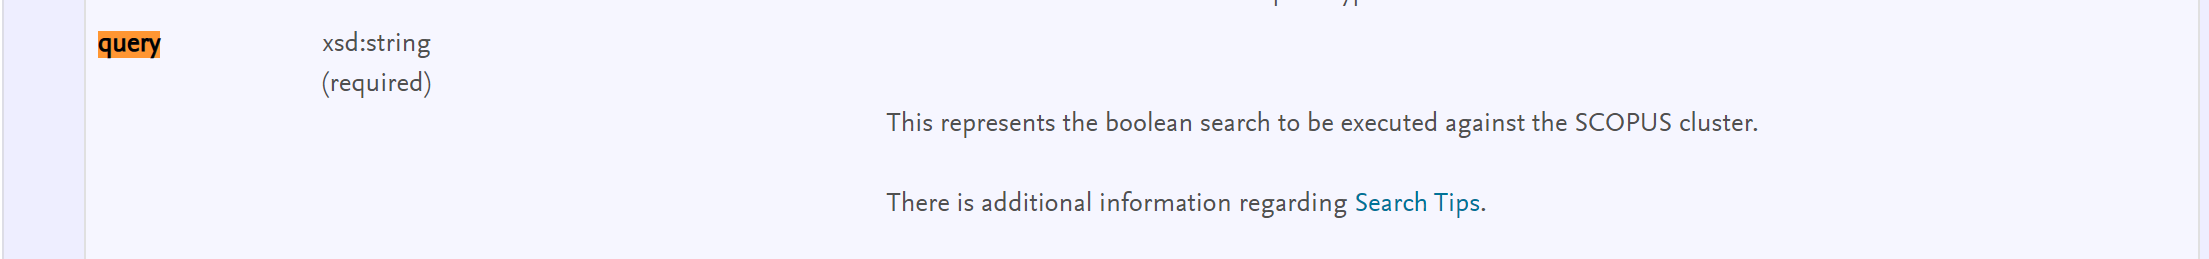 query
xsd:string
(required)
This represents the boolean search to be executed against the SCOPUS cluster.
There is additional information regarding Search Tips.